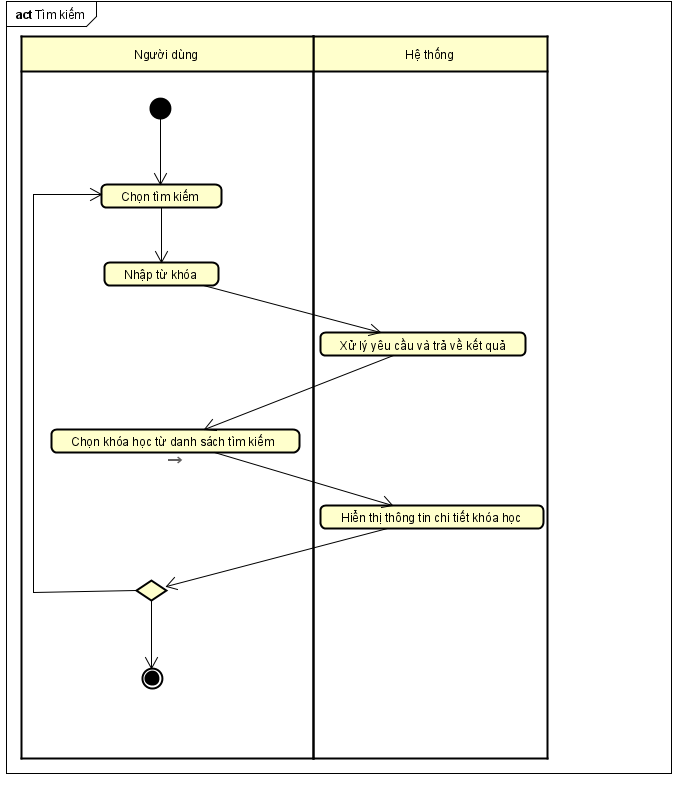 act Tìm kiếm
Người dùng
Hệ thống
Chọn tìm kiếm
Nhập từ khóa
Xử lý yêu cầu và trả về kết quả
Chọn khóa học từ danh sách tìm kiếm
Hiển thị thông tin chi tiết khóa học